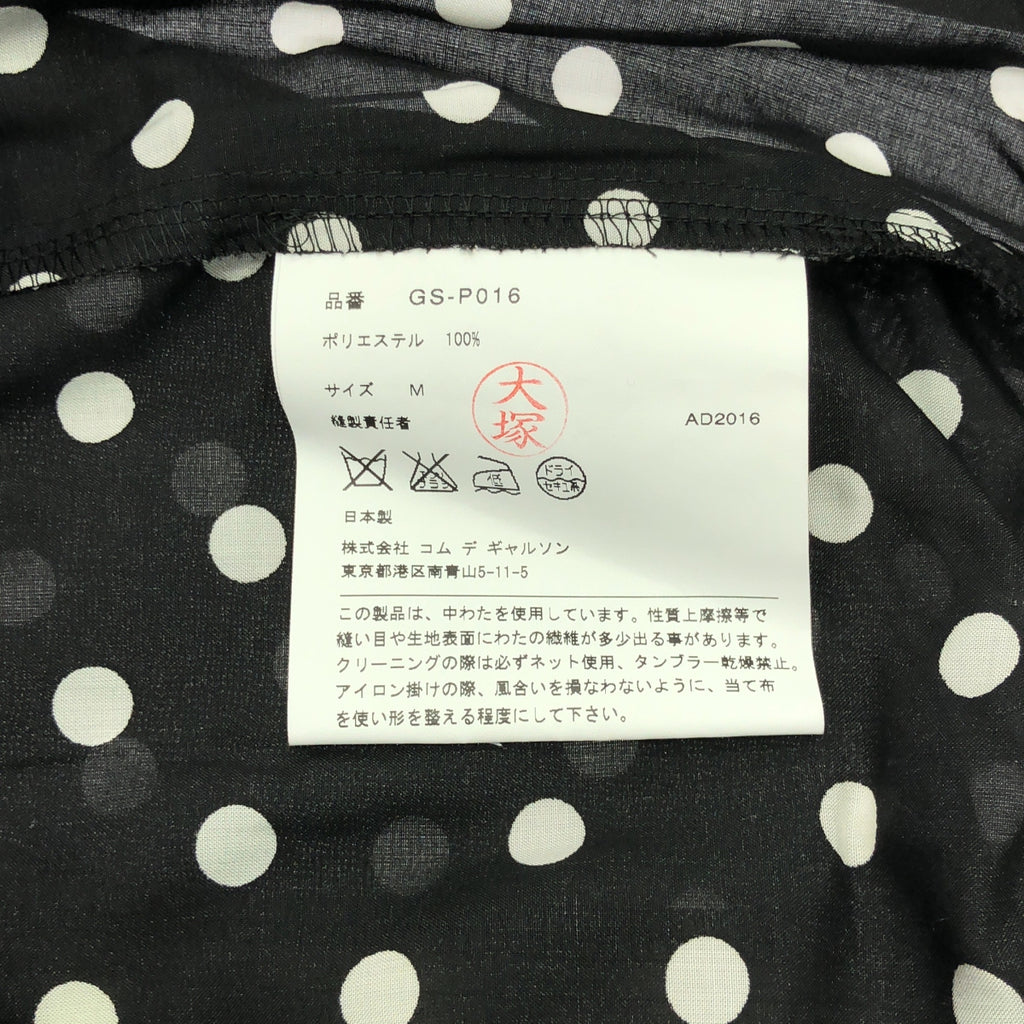 品番 GS-P016
ポリエステル 100%
サイズ M
大塚
縫製責任者 AD2016
低 ドライ セキユ系
日本製
株式会社 コム デ ギャルソン
東京都港区南青山5-11-5
この製品は、中わたを使用しています。性質上摩擦等で
縫い目や生地表面にわたの繊維が多少出る事があります。
クリーニングの際は必ずネット使用、タンブラー乾燥禁止。
アイロン掛けの際、風合いを損なわないように、当て布
を使い形を整える程度にして下さい。